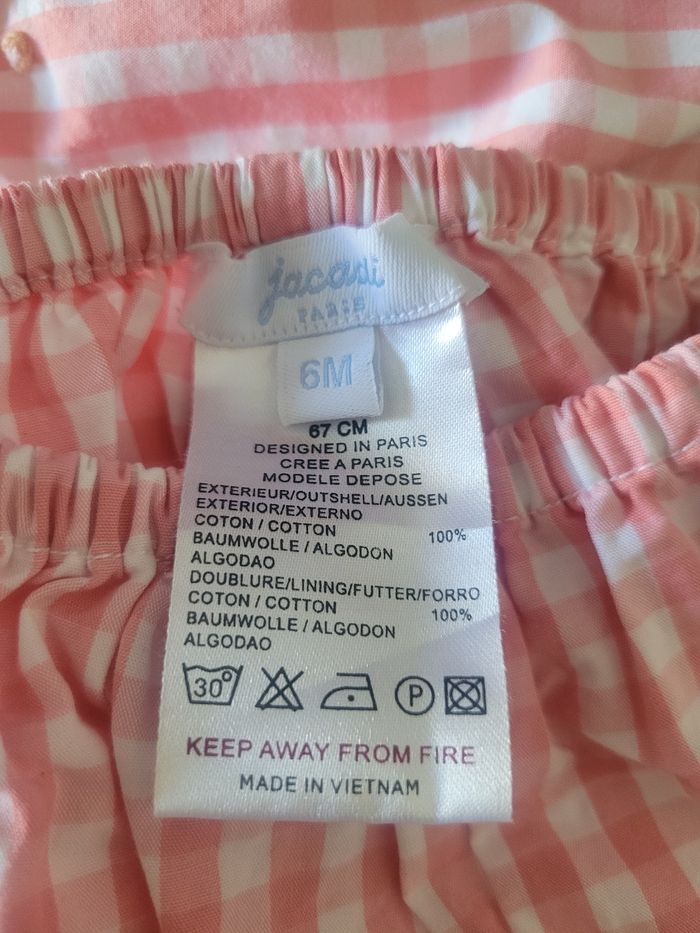 jacadi
PARIS
6M
67 CM
DESIGNED IN PARIS
CREE A PARIS
MODELE DEPOSE
EXTERIEUR/OUTSHELL/AUSSEN
EXTERIOR/EXTERNO
COTON / COTTON 100%
BAUMWOLLE / ALGODON
ALGODAO
DOUBLURE/LINING/FUTTER/FORRO
COTON / COTTON 100%
BAUMWOLLE / ALGODON
ALGODAO
30° P
KEEP AWAY FROM FIRE
MADE IN VIETNAM